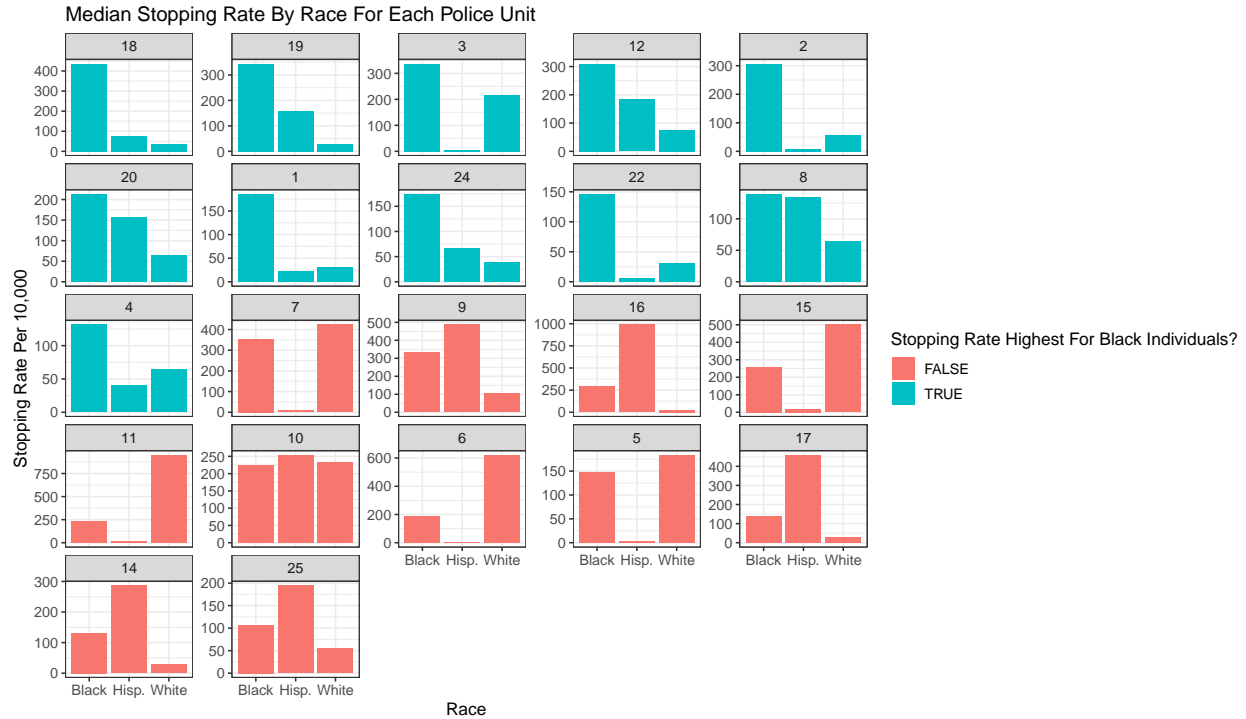 Median Stopping Rate By Race For Each Police Unit
18 19 3 12 2
400 300 200 100 0
300 200 100 0
300 200 100 0
300 200 100 0
300 200 100 0
20 1 24 22 8
200 150 100 50 0
150 100 50 0
150 100 50 0
150 100 50 0
100 50 0
4 7 9 16 15
100 50 0
400 300 200 100 0
500 400 300 200 100 0
1000 750 500 250 0
500 400 300 200 100 0
11 10 6 5 17
750 500 250 0
250 200 150 100 50 0
600 400 200 0
150 100 50 0
400 300 200 100 0
Black Hisp. White
Black Hisp. White
Black Hisp. White
14 25
300 200 100 0
200 150 100 50 0
Black Hisp. White
Black Hisp. White
Race
Stopping Rate Per 10,000
Stopping Rate Highest For Black Individuals?
FALSE
TRUE